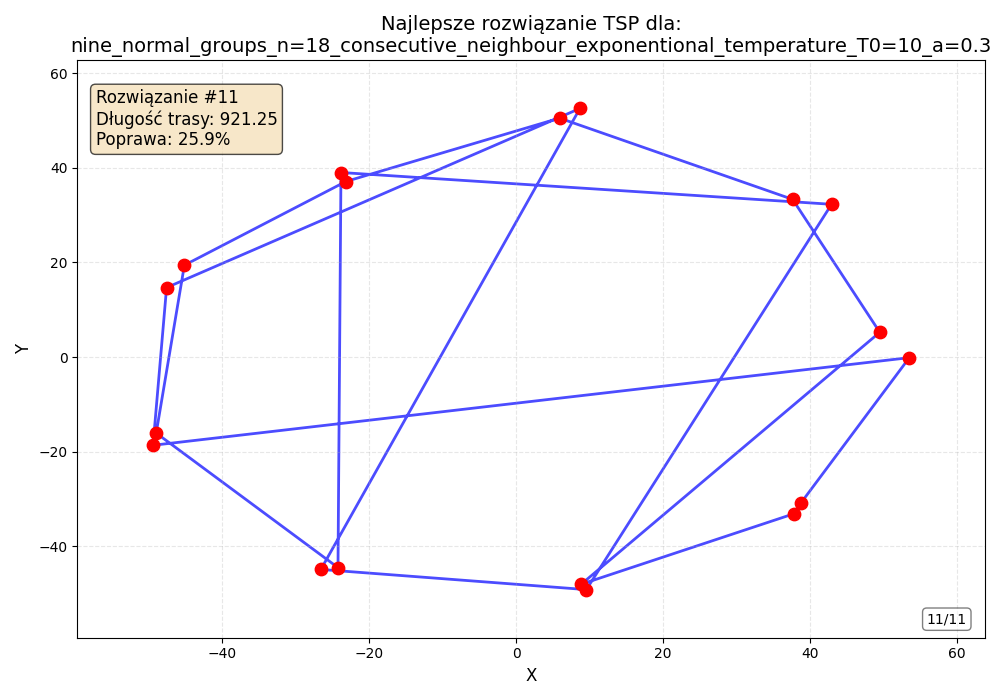 Najlepsze rozwiązanie TSP dla:
nine_normal_groups_n=18_consecutive_neighbour_exponentional_temperature_T0=10_a=0.3
Rozwiązanie #11
Długość trasy: 921.25
Poprawa: 25.9%
60
40
20
0
−20
−40
Y
−40
−20
0
20
40
60
X
11/11